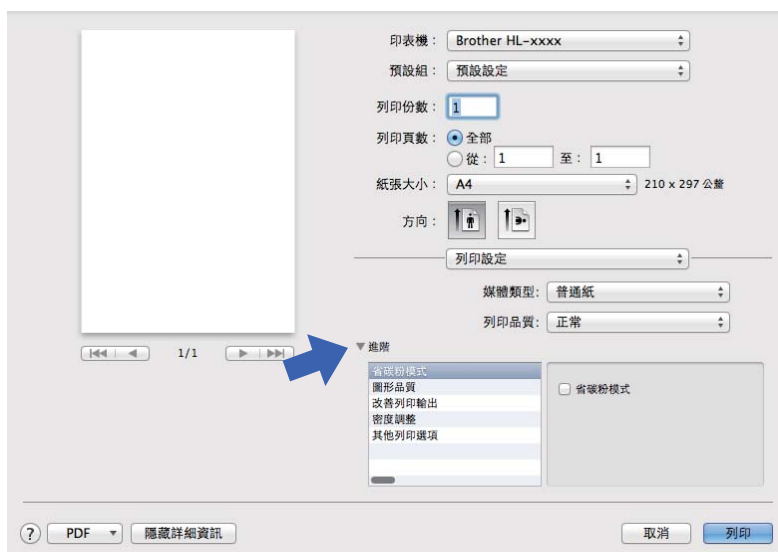 印表機： Brother HL-xxxx
預設組： 預設設定
列印份數： 1
列印頁數： 全部
從： 1 至： 1
紙張大小： A4 210 x 297 公釐
方向：
列印設定
媒體類型: 普通紙
列印品質: 正常
1/1
進階
省碳粉模式
圖形品質
改善列印輸出
密度調整
其他列印選項
省碳粉模式
? PDF 隱藏詳細資訊 取消 列印